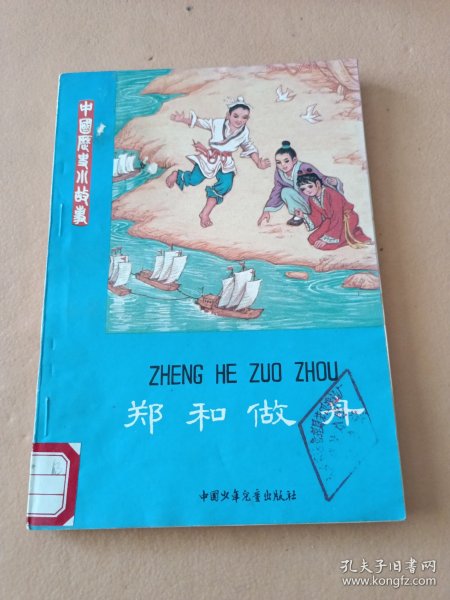 中國歷史小故事
ZHENG HE ZUO ZHOU
郑和做舟
中国少年儿童出版社
孔夫子旧书网
www.kongfz.com